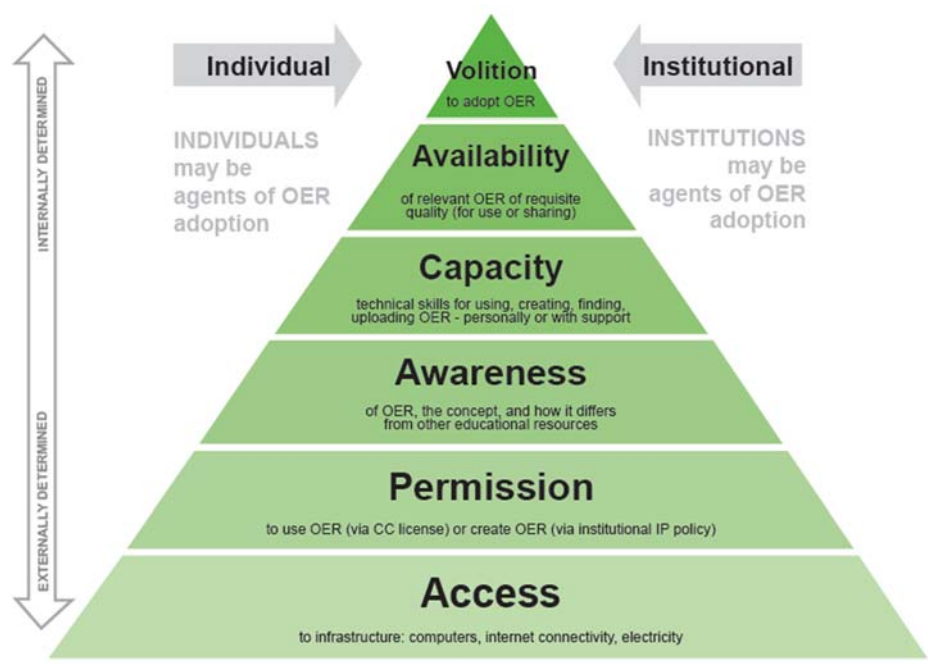 INTERNALLY DETERMINED
EXTERNALLY DETERMINED
Individual
INDIVIDUALS
may be
agents of OER
adoption
Institutional
INSTITUTIONS
may be
agents of OER
adoption
Volition
to adopt OER
Availability
of relevant OER of requisite
quality (for use or sharing)
Capacity
technical skills for using, creating, finding,
uploading OER - personally or with support
Awareness
of OER, the concept, and how it differs
from other educational resources
Permission
to use OER (via CC license) or create OER (via institutional IP policy)
Access
to infrastructure: computers, internet connectivity, electricity